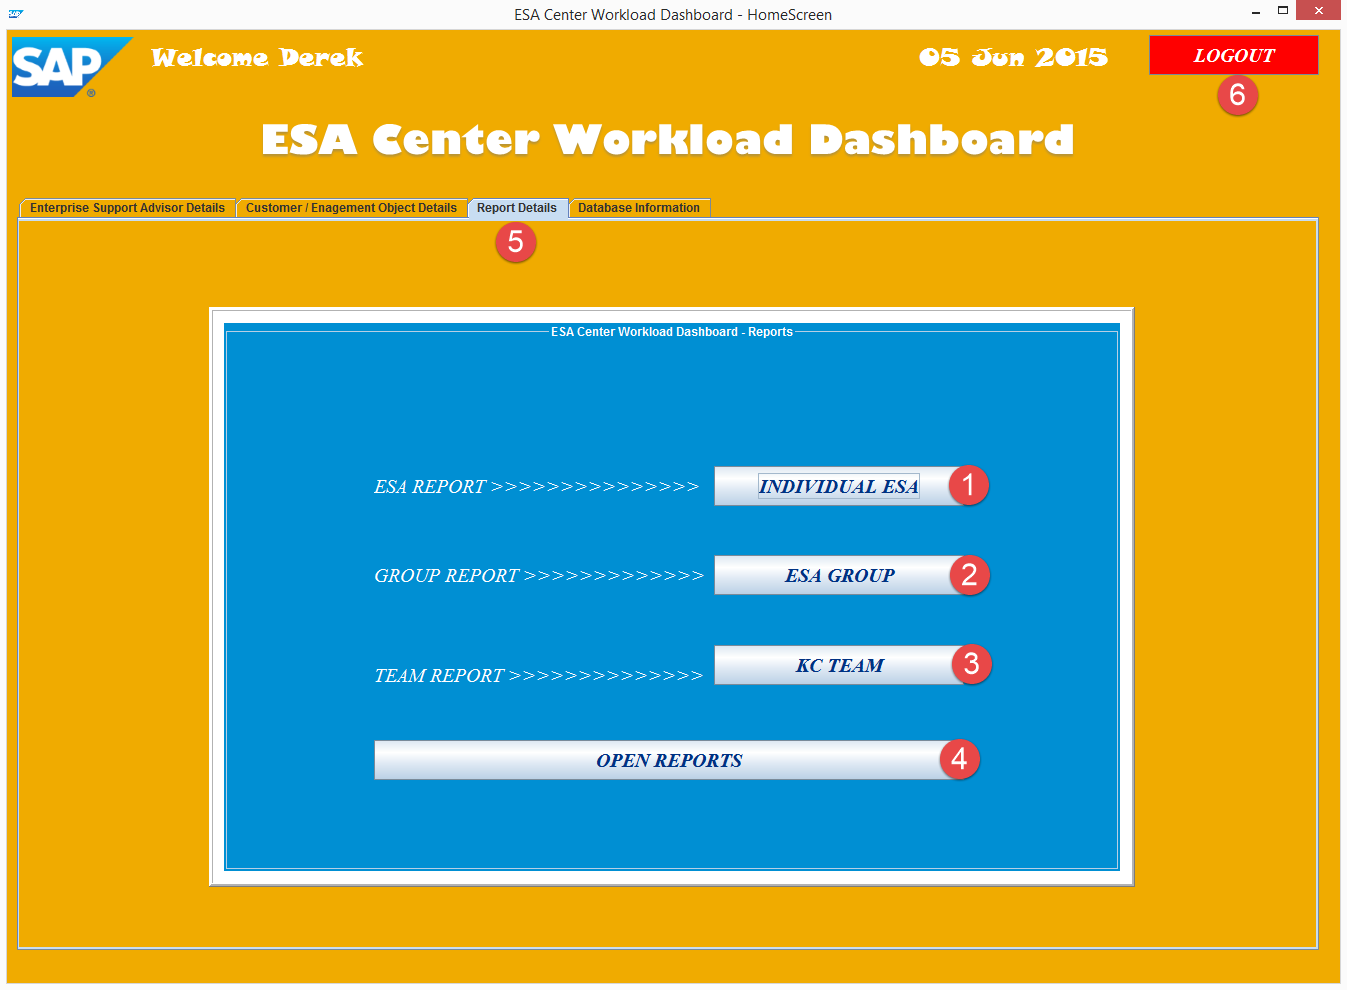 ESA Center Workload Dashboard - HomeScreen
SAP
SAP ®
Welcome Derek
05 Jun 2015
LOGOUT
6
ESA Center Workload Dashboard
Enterprise Support Advisor Details
Customer / Enagement Object Details
Report Details
Database Information
5
ESA Center Workload Dashboard - Reports
ESA REPORT >>>>>>>>>>>>>>>
INDIVIDUAL ESA
1
GROUP REPORT >>>>>>>>>>>>>
ESA GROUP
2
TEAM REPORT >>>>>>>>>>>>>>
KC TEAM
3
OPEN REPORTS
4